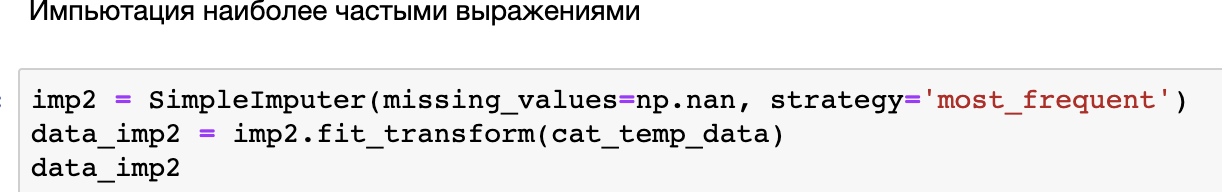 Импьютация наиболее частыми выражениями
imp2 = SimpleImputer(missing_values=np.nan, strategy='most_frequent')
data_imp2 = imp2.fit_transform(cat_temp_data)
data_imp2